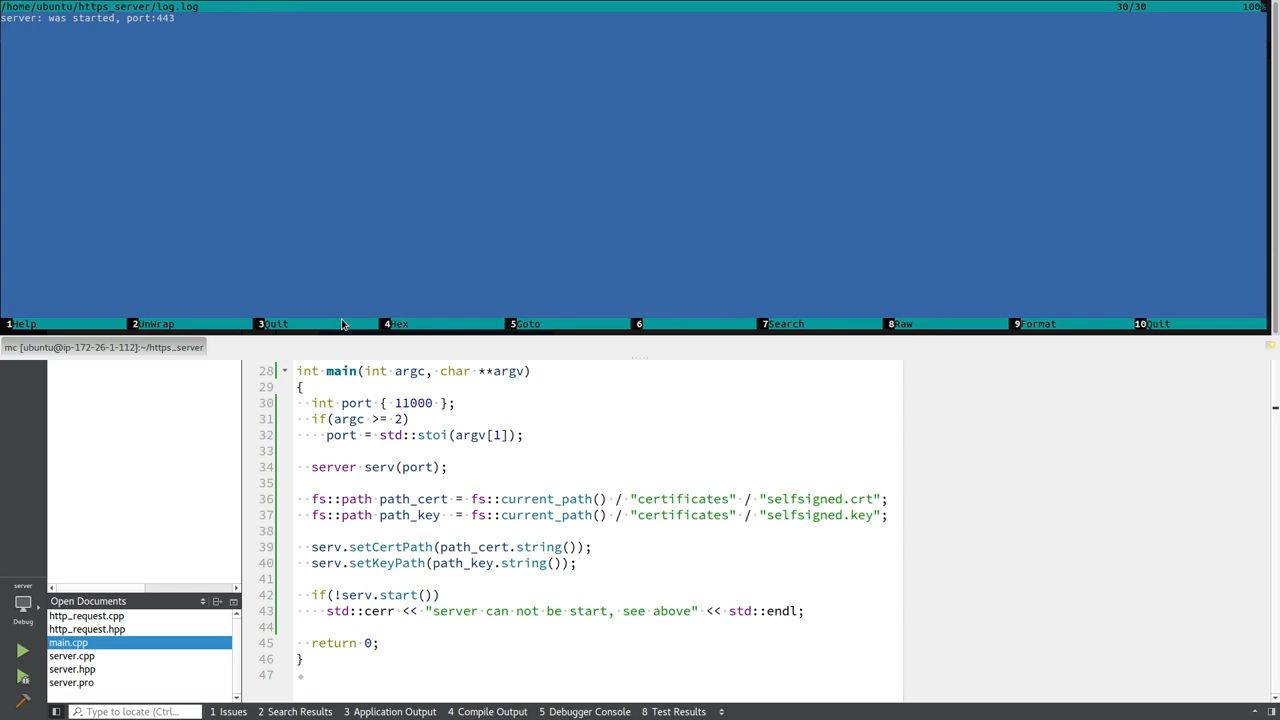 /home/ubuntu/https_server/log.log 30/30 100%
server: was started, port:443
1Help 2UnWrap 3Quit 4Hex 5Goto 6 7Search 8Raw 9Format 10Quit
mc [ubuntu@ip-172-26-1-112]:~/https_server
28 int main(int argc, char **argv)
29 {
30 int port { 11000 };
31 if(argc >= 2)
32 port = std::stoi(argv[1]);
33
34 server serv(port);
35
36 fs::path path_cert = fs::current_path() / "certificates" / "selfsigned.crt";
37 fs::path path_key = fs::current_path() / "certificates" / "selfsigned.key";
38
39 serv.setCertPath(path_cert.string());
40 serv.setKeyPath(path_key.string());
41
42 if(!serv.start())
43 std::cerr << "server can not be start, see above" << std::endl;
44
45 return 0;
46 }
47
server
Debug
Open Documents
http_request.cpp
http_request.hpp
main.cpp
server.cpp
server.hpp
server.pro
Type to locate (Ctrl... 1 Issues 2 Search Results 3 Application Output 4 Compile Output 5 Debugger Console 8 Test Results